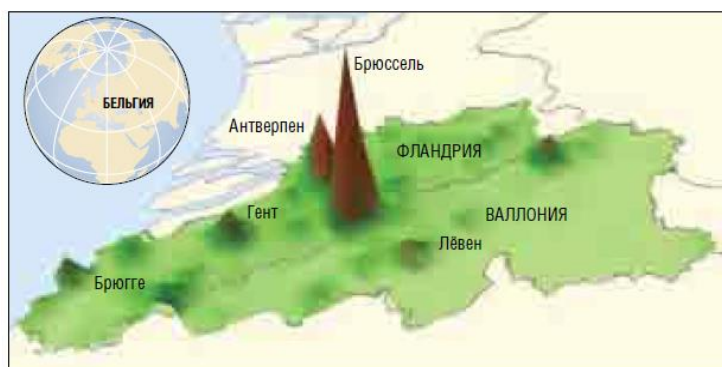 БЕЛЬГИЯ
Брюссель
Антверпен
ФЛАНДРИЯ
Гент
ВАЛЛОНИЯ
Лёвен
Брюгге